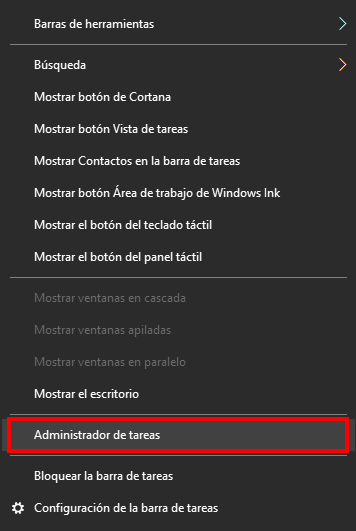 Barras de herramientas
Búsqueda
Mostrar botón de Cortana
Mostrar botón Vista de tareas
Mostrar Contactos en la barra de tareas
Mostrar botón Área de trabajo de Windows Ink
Mostrar el botón del teclado táctil
Mostrar el botón del panel táctil
Mostrar ventanas en cascada
Mostrar ventanas apiladas
Mostrar ventanas en paralelo
Mostrar el escritorio
Administrador de tareas
Bloquear la barra de tareas
Configuración de la barra de tareas